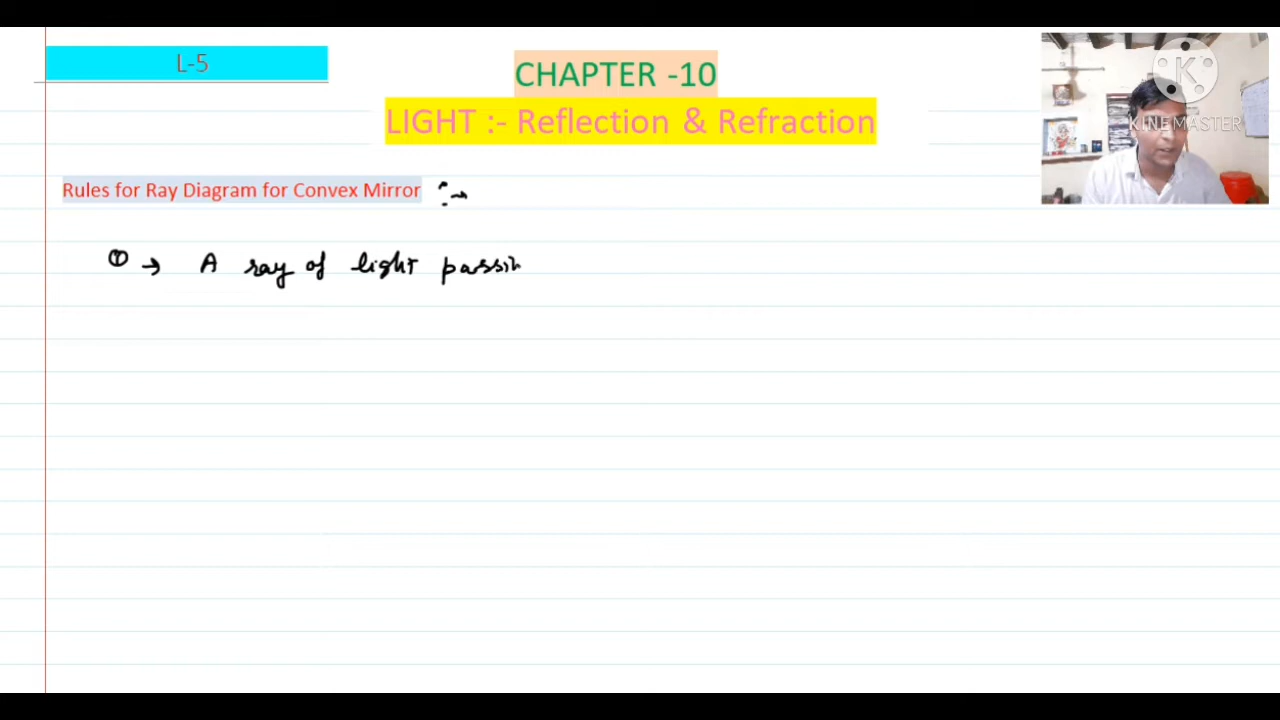 L-5
CHAPTER -10
LIGHT :- Reflection & Refraction
KINEMASTER
Rules for Ray Diagram for Convex Mirror :→
① → A ray of light passin